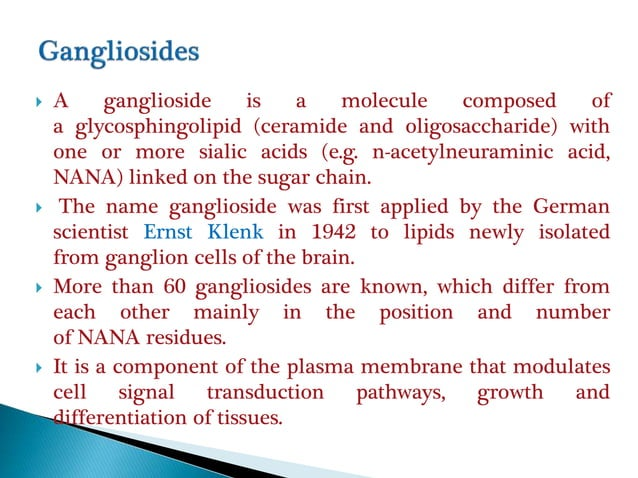 Gangliosides
A ganglioside is a molecule composed of
a glycosphingolipid (ceramide and oligosaccharide) with
one or more sialic acids (e.g. n-acetylneuraminic acid,
NANA) linked on the sugar chain.
The name ganglioside was first applied by the German
scientist Ernst Klenk in 1942 to lipids newly isolated
from ganglion cells of the brain.
More than 60 gangliosides are known, which differ from
each other mainly in the position and number
of NANA residues.
It is a component of the plasma membrane that modulates
cell signal transduction pathways, growth and
differentiation of tissues.